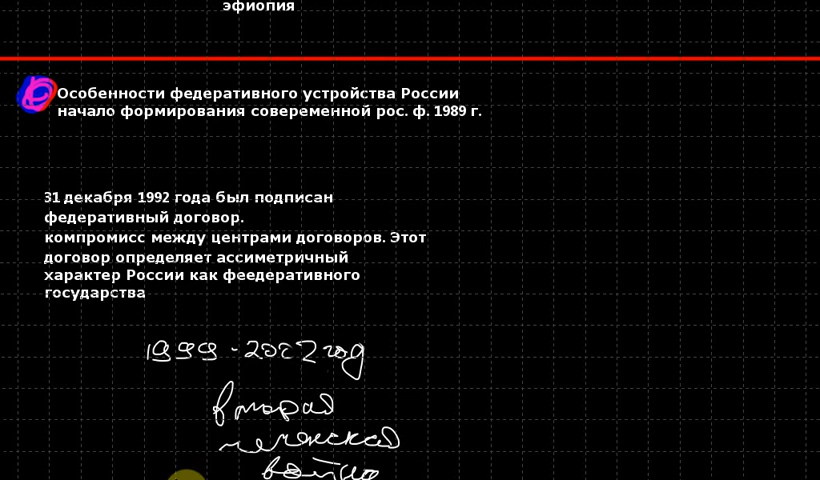 эфиопия
Особенности федеративного устройства России
начало формирования совеременной рос. ф. 1989 г.
31 декабря 1992 года был подписан
федеративный договор.
компромисс между центрами договоров. Этот
договор определяет ассиметричный
характер России как феедеративного
государства
1999 - 2002 год
вторая
чеченская
война